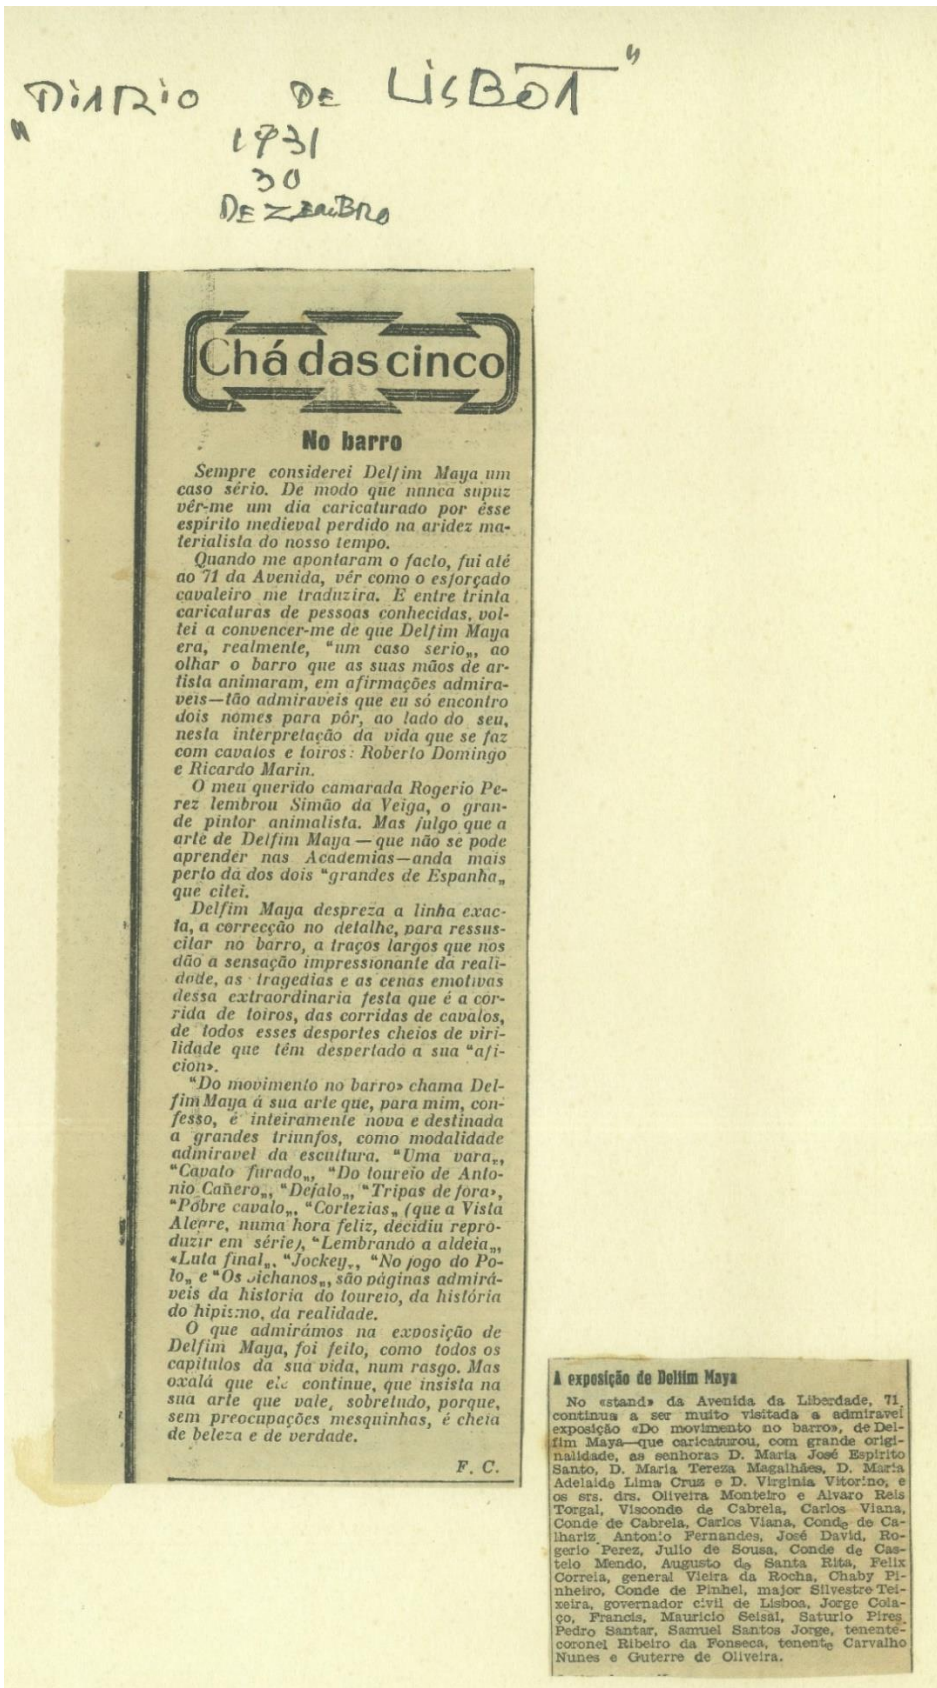 "DIARIO DE LISBOA"
1931
30
DEZEMBRO
Chá das cinco
No barro
Sempre considerei Delfim Maya um
caso sério. De modo que nunca supuz
vêr-me um dia caricaturado por êsse
espirito medieval perdido na aridez ma-
terialista do nosso tempo.
Quando me apontaram o facto, fui até
ao 71 da Avenida, vêr como o esforçado
cavaleiro me traduzira. E entre trinta
caricaturas de pessoas conhecidas, vol-
tei a convencer-me de que Delfim Maya
era, realmente, "um caso serio„, ao
olhar o barro que as suas mãos de ar-
tista animaram, em afirmações admira-
veis—tão admiraveis que eu só encontro
dois nomes para pôr, ao lado do seu,
nesta interpretação da vida que se faz
com cavalos e toiros: Roberto Domingo
e Ricardo Marin.
O meu querido camarada Rogerio Pe-
rez lembrou Simão da Veiga, o gran-
de pintor animalista. Mas julgo que a
arte de Delfim Maya—que não se pode
aprender nas Academias—anda mais
perto da dos dois "grandes de Espanha„
que citei.
Delfim Maya despreza a linha exac-
ta, a correcção no detalhe, para ressus-
citar no barro, a traços largos que nos
dão a sensação impressionante da reali-
dade, as tragedias e as cenas emotivas
dessa extraordinaria festa que é a cor-
rida de toiros, das corridas de cavalos,
de todos esses desportes cheios de viri-
lidade que têm despertado a sua "afi-
cion».
"Do movimento no barro» chama Del-
fim Maya á sua arte que, para mim, con-
fesso, é inteiramente nova e destinada
a grandes triunfos, como modalidade
admiravel da escultura. "Uma vara„,
"Cavalo furado„, "Do toureio de Anto-
nio Cañero„, "Dejalo„, "Tripas de fora»,
"Pobre cavalo„, "Cortezias„ (que a Vista
Alegre, numa hora feliz, decidiu repro-
duzir em série), "Lembrando a aldeia„,
«Luta final„, "Jockey„, "No jogo do Po-
lo„ e "Os bichanos„, são páginas admirá-
veis da historia do toureio, da história
do hipismo, da realidade.
O que admirámos na exposição de
Delfim Maya, foi feito, como todos os
capitulos da sua vida, num rasgo. Mas
oxalá que ele continue, que insista na
sua arte que vale, sobretudo, porque,
sem preocupações mesquinhas, é cheia
de beleza e de verdade.
F. C.
A exposição de Delfim Maya
No «stand» da Avenida da Liberdade, 71
continua a ser muito visitada a admiravel
exposição «Do movimento no barro», de Del-
fim Maya—que caricaturou, com grande origi-
nalidade, as senhoras D. Maria José Espirito
Santo, D. Maria Tereza Magalhães, D. Maria
Adelaide Lima Cruz e D. Virginia Vitorino, e
os srs. drs. Oliveira Monteiro e Alvaro Reis
Torgal, Visconde de Cabrela, Carlos Viana,
Conde de Cabrela, Carlos Viana, Conde de Ca-
lhariz, Antonio Fernandes, José David, Ro-
gerio Perez, Julio de Sousa, Conde de Cas-
telo Mendo, Augusto de Santa Rita, Felix
Correia, general Vieira da Rocha, Chaby Pi-
nheiro, Conde de Pinhel, major Silvestre Tei-
xeira, governador civil de Lisboa, Jorge Cola-
ço, Francis, Mauricio Seisal, Saturio Pires
Pedro Santar, Samuel Santos Jorge, tenente-
coronel Ribeiro da Fonseca, tenente Carvalho
Nunes e Guterre de Oliveira.